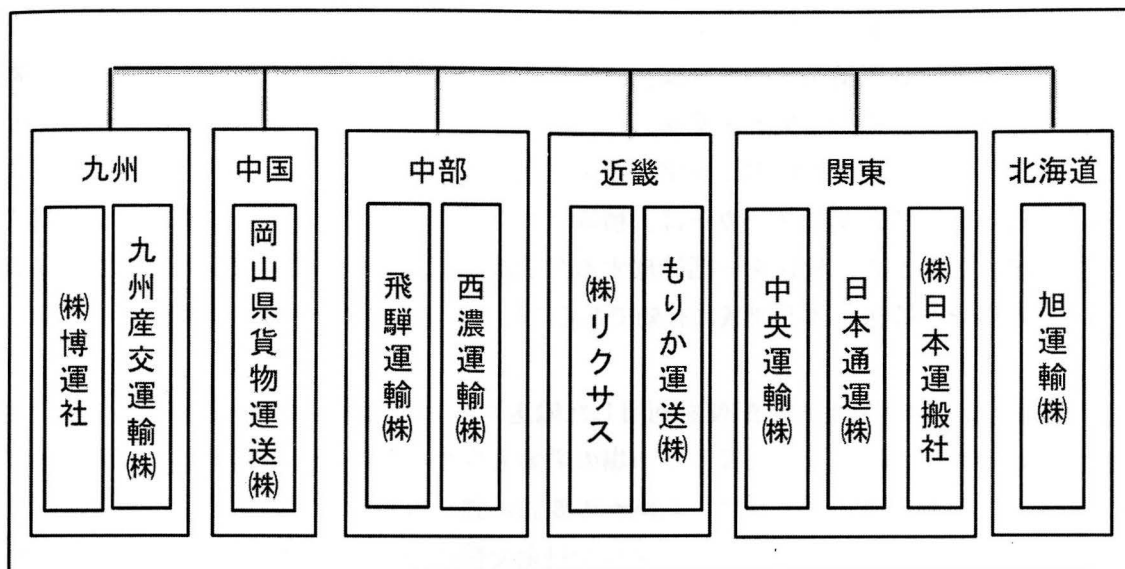 九州
㈱博運社
九州産交運輸㈱
中国
岡山県貨物運送㈱
中部
飛騨運輸㈱
西濃運輸㈱
近畿
㈱リクサス
もりか運送㈱
関東
中央運輸㈱
日本通運㈱
㈱日本運搬社
北海道
旭運輸㈱